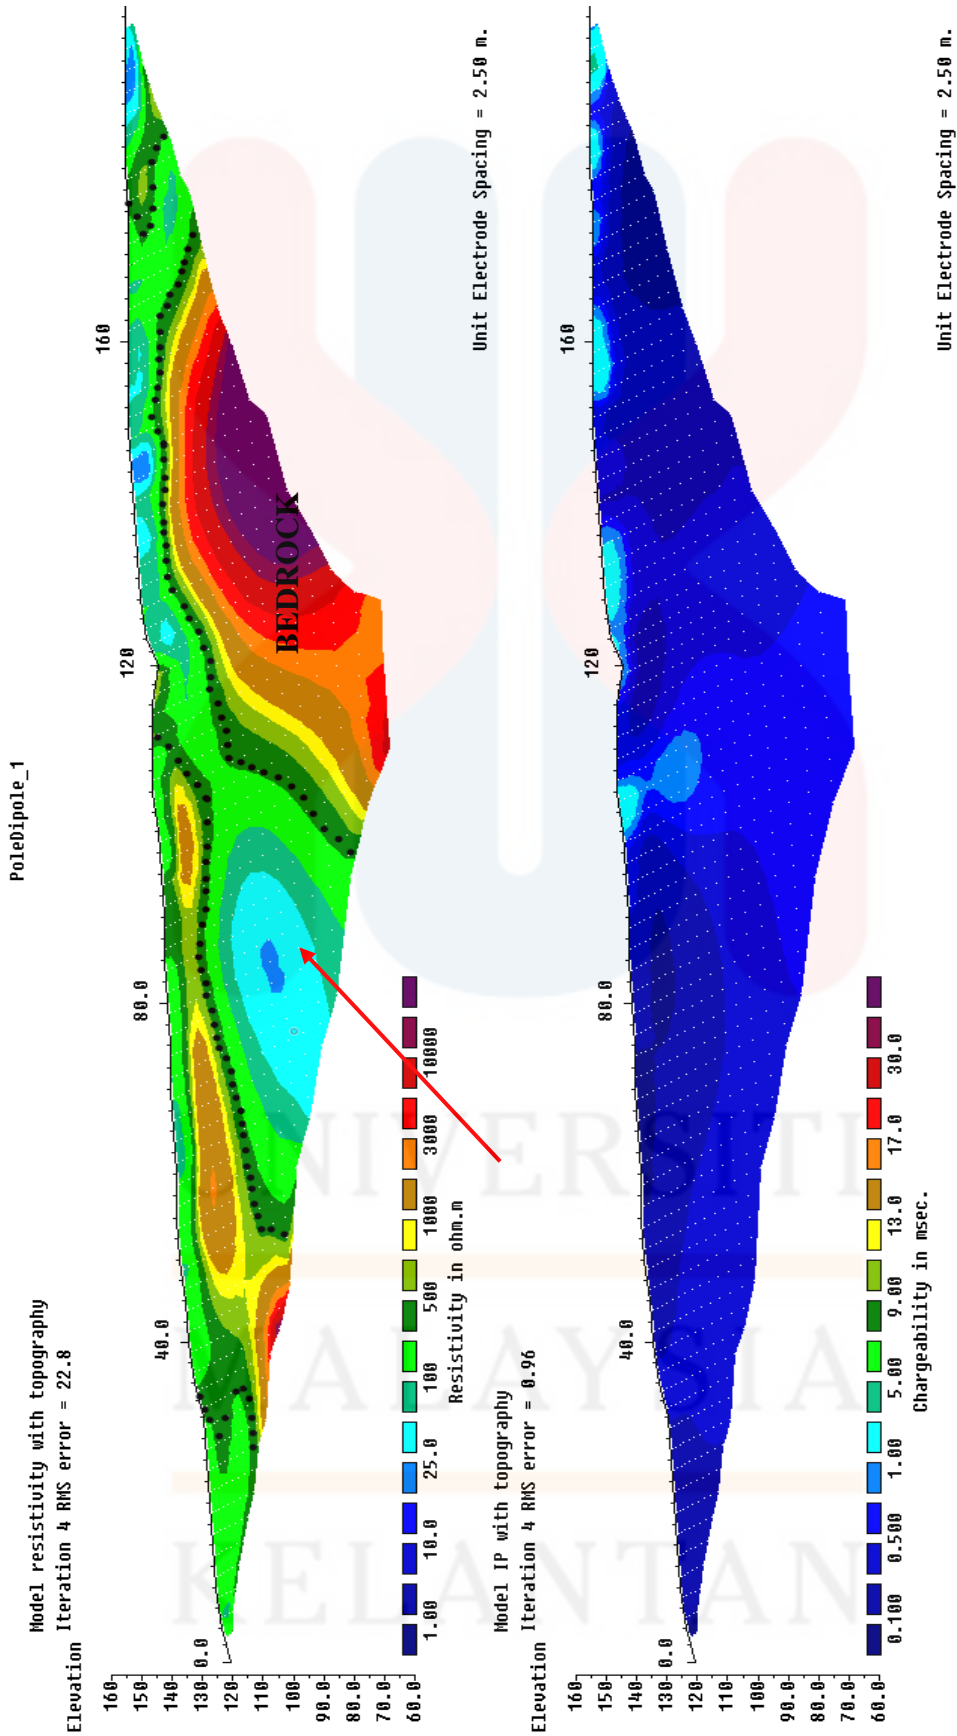 PoleDipole_1
Model resistivity with topography
Iteration 4 RMS error = 22.8
Elevation
160
150
140
130
120
110
100
90.0
80.0
70.0
60.0
0.0
40.0
80.0
120
160
BEDROCK
1.00 10.0 25.0 100 500 1000 3000 10000
Resistivity in ohm.m
Unit Electrode Spacing = 2.50 m.
Model IP with topography
Iteration 4 RMS error = 0.96
Elevation
160
150
140
130
120
110
100
90.0
80.0
70.0
60.0
0.0
40.0
80.0
120
160
0.100 0.500 1.00 5.00 9.00 13.0 17.0 30.0
Chargeability in msec.
Unit Electrode Spacing = 2.50 m.
UNIVERSITI
MALAYSIA
KELANTAN